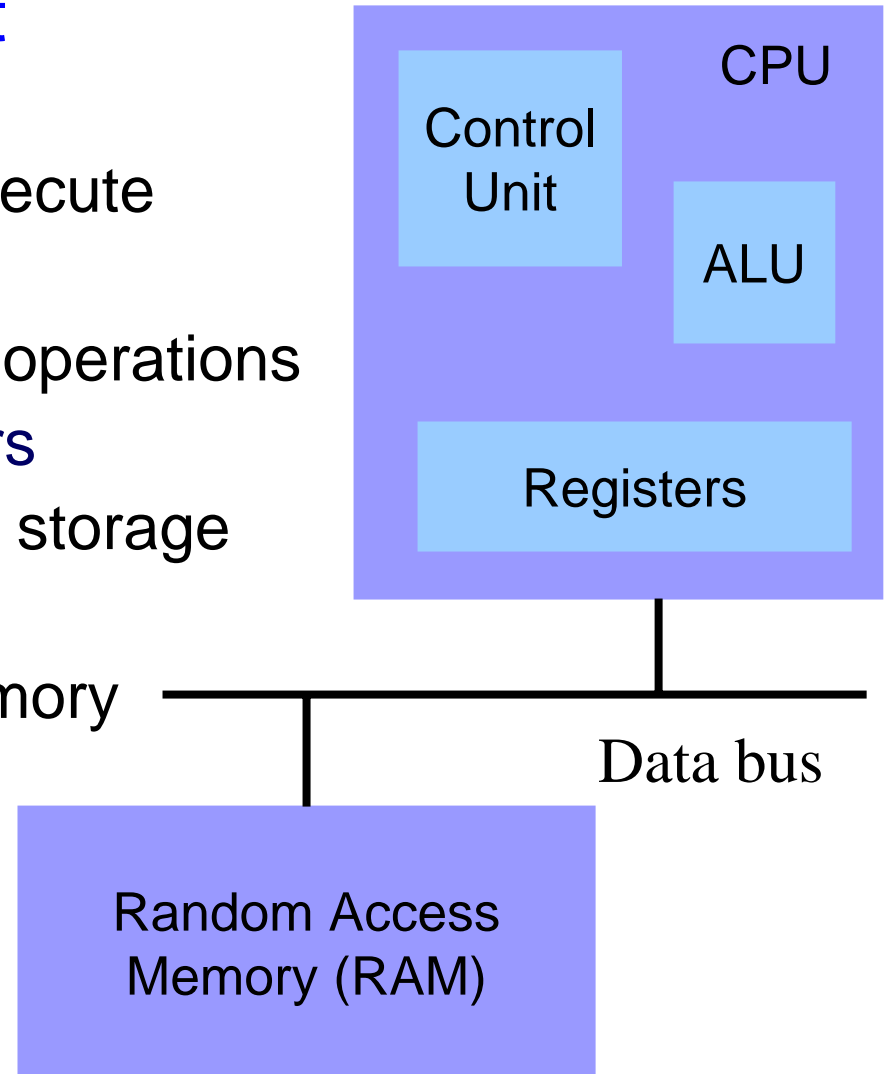 ecute
operations
rs
storage
mory
CPU
Control
Unit
ALU
Registers
Data bus
Random Access
Memory (RAM)